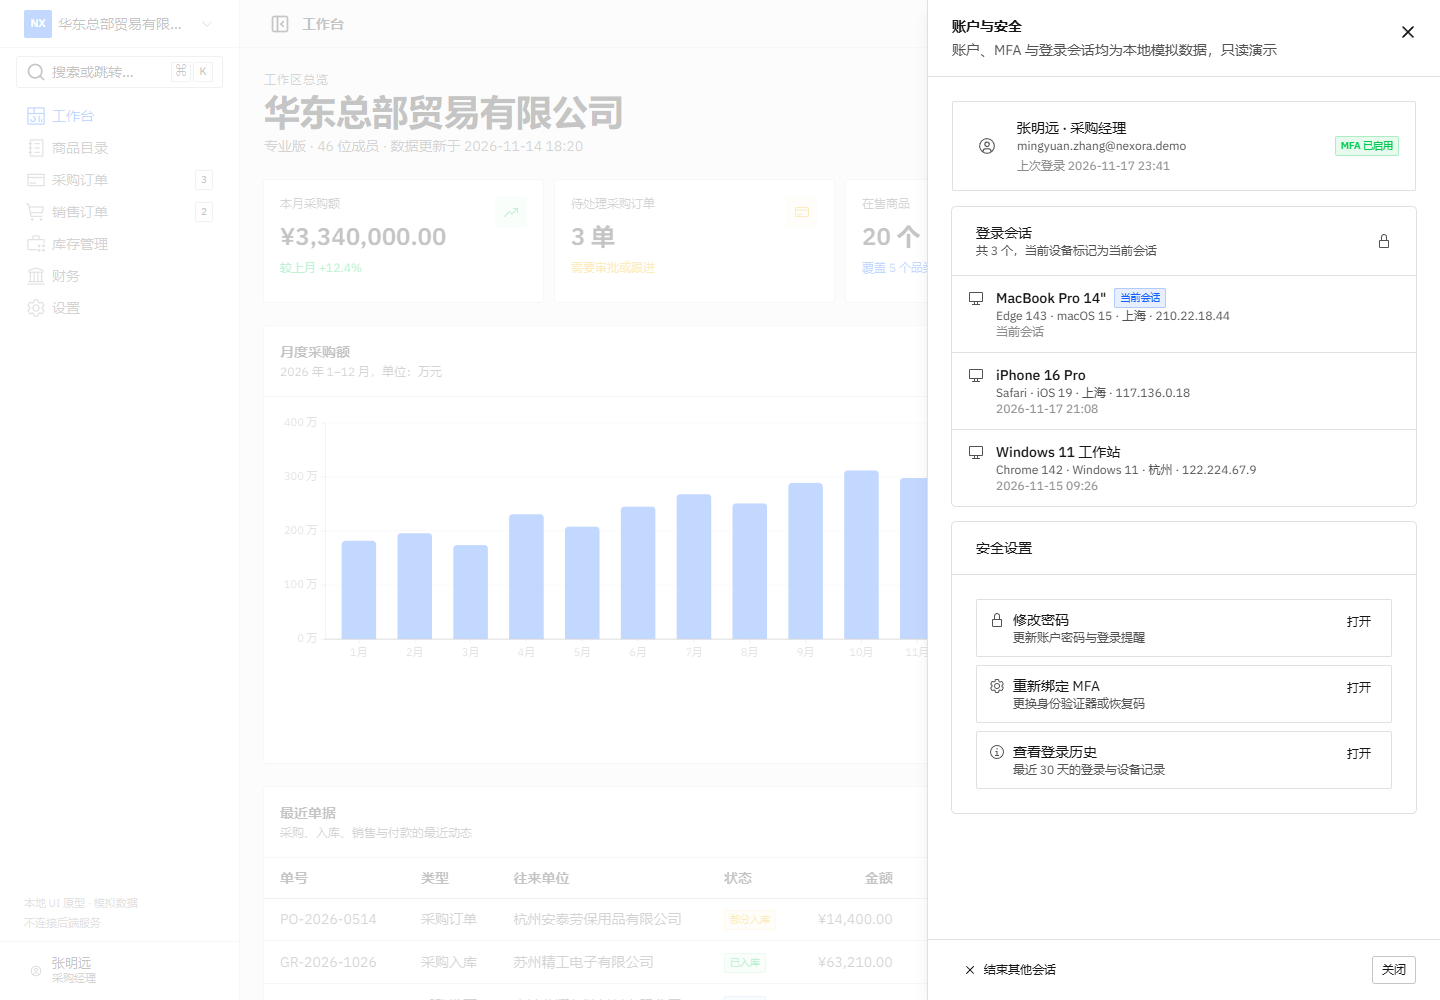 NX 华东总部贸易有限...
搜索或跳转... ⌘ K
工作台
商品目录
采购订单 3
销售订单 2
库存管理
财务
设置
本地 UI 原型 · 模拟数据
不连接后端服务
张明远
采购经理
工作台
工作区总览
华东总部贸易有限公司
专业版 · 46 位成员 · 数据更新于 2026-11-14 18:20
本月采购额
¥3,340,000.00
较上月 +12.4%
待处理采购订单
3 单
需要审批或跟进
在售商品
20 个
覆盖 5 个品
月度采购额
2026 年 1–12 月，单位：万元
400 万
300 万
200 万
100 万
0 万
1月 2月 3月 4月 5月 6月 7月 8月 9月 10月 11月
最近单据
采购、入库、销售与付款的最近动态
单号 类型 往来单位 状态 金额
PO-2026-0514 采购订单 杭州安泰劳保用品有限公司 部分入库 ¥14,400.00
GR-2026-1026 采购入库 苏州精工电子有限公司 已入库 ¥63,210.00
账户与安全
账户、MFA 与登录会话均为本地模拟数据，只读演示
张明远 · 采购经理
mingyuan.zhang@nexora.demo
上次登录 2026-11-17 23:41
MFA 已启用
登录会话
共 3 个，当前设备标记为当前会话
MacBook Pro 14" 当前会话
Edge 143 · macOS 15 · 上海 · 210.22.18.44
当前会话
iPhone 16 Pro
Safari · iOS 19 · 上海 · 117.136.0.18
2026-11-17 21:08
Windows 11 工作站
Chrome 142 · Windows 11 · 杭州 · 122.224.67.9
2026-11-15 09:26
安全设置
修改密码 打开
更新账户密码与登录提醒
重新绑定 MFA 打开
更换身份验证器或恢复码
查看登录历史 打开
最近 30 天的登录与设备记录
结束其他会话 关闭